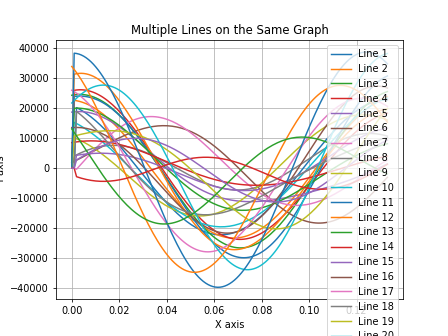 Multiple Lines on the Same Graph
40000
30000
20000
10000
0
−10000
−20000
−30000
−40000
0.00 0.02 0.04 0.06 0.08 0.10
X axis
Line 1
Line 2
Line 3
Line 4
Line 5
Line 6
Line 7
Line 8
Line 9
Line 10
Line 11
Line 12
Line 13
Line 14
Line 15
Line 16
Line 17
Line 18
Line 19
Line 20